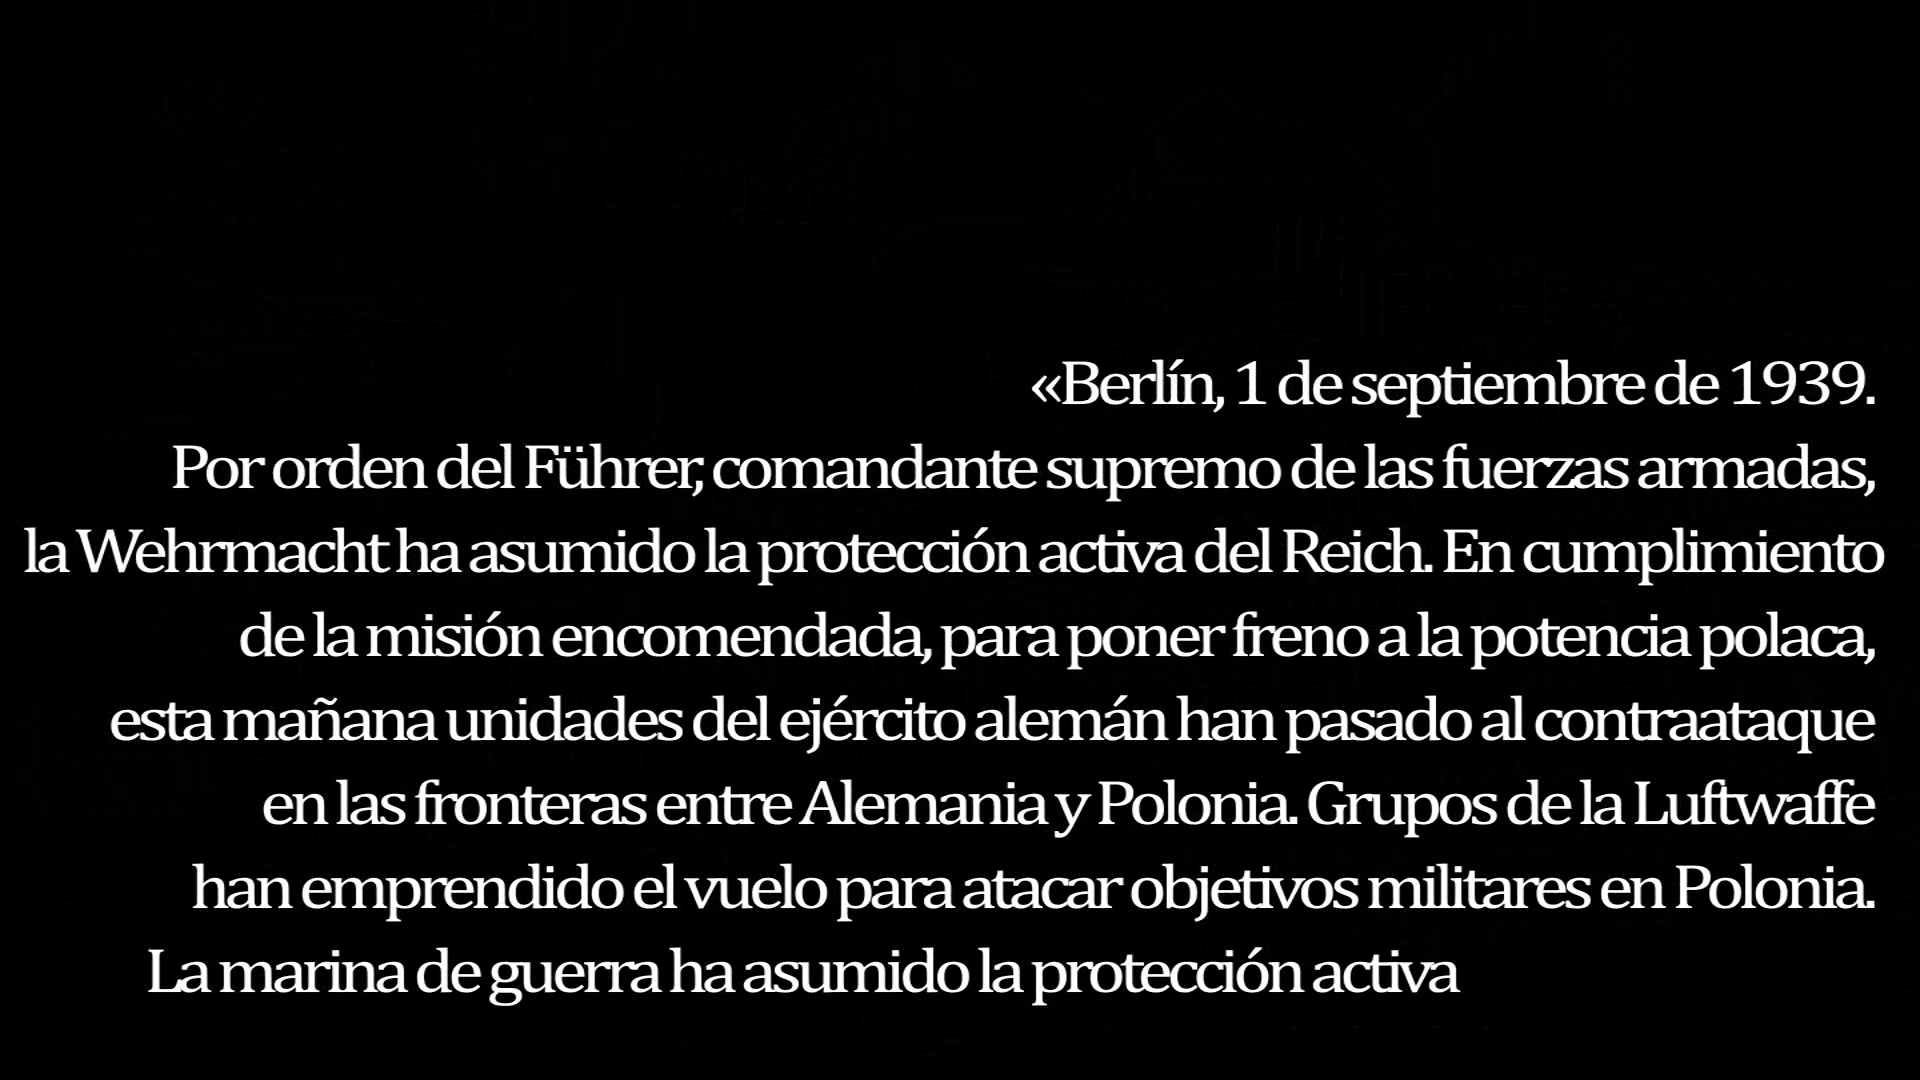 «Berlín, 1 de septiembre de 1939.
Por orden del Führer, comandante supremo de las fuerzas armadas,
la Wehrmacht ha asumido la protección activa del Reich. En cumplimiento
de la misión encomendada, para poner freno a la potencia polaca,
esta mañana unidades del ejército alemán han pasado al contraataque
en las fronteras entre Alemania y Polonia. Grupos de la Luftwaffe
han emprendido el vuelo para atacar objetivos militares en Polonia.
La marina de guerra ha asumido la protección activa